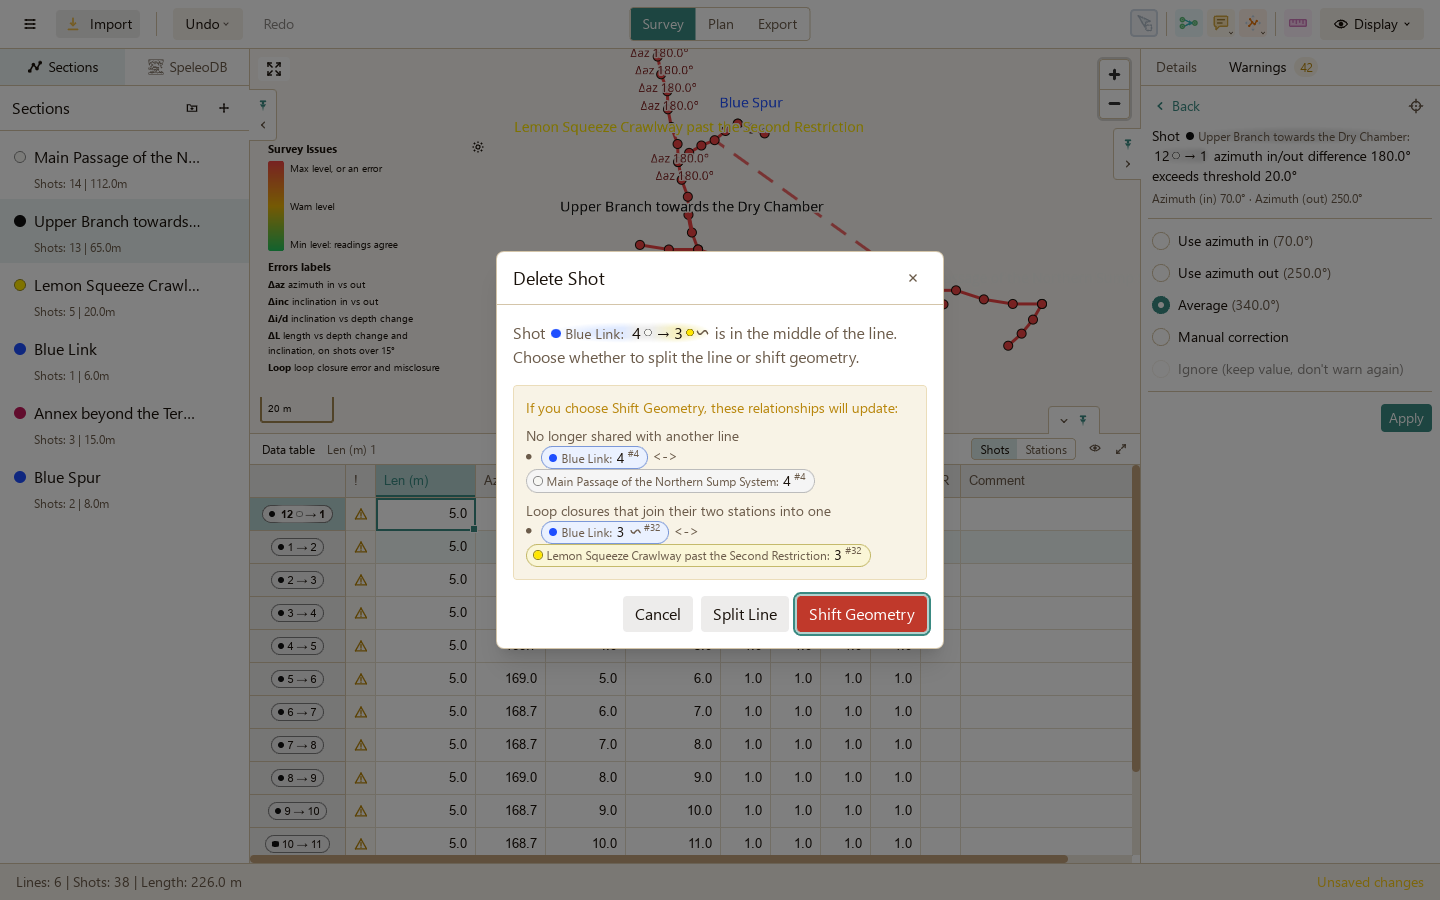 Import
Undo
Redo
Survey
Plan
Export
Display
Sections
SpeleoDB
Sections
Main Passage of the N...
Shots: 14 | 112.0m
Upper Branch towards...
Shots: 13 | 65.0m
Lemon Squeeze Crawl...
Shots: 5 | 20.0m
Blue Link
Shots: 1 | 6.0m
Annex beyond the Ter...
Shots: 3 | 15.0m
Blue Spur
Shots: 2 | 8.0m
Survey Issues
Max level, or an error
Warn level
Min level: readings agree
Errors labels
Δaz azimuth in vs out
Δinc inclination in vs out
Δi/d inclination vs depth change
ΔL length vs depth change and
inclination, on shots over 15°
Loop loop closure error and misclosure
20 m
Δaz 180.0°
Δaz 180.0°
Δaz 180.0°
Δaz 180.0°
Blue Spur
Lemon Squeeze Crawlway past the Second Restriction
Δaz 180.0°
Δaz 180.0°
Upper Branch towards the Dry Chamber
Details
Warnings 42
Back
Shot Upper Branch towards the Dry Chamber:
12 → 1 azimuth in/out difference 180.0°
exceeds threshold 20.0°
Azimuth (in) 70.0° · Azimuth (out) 250.0°
Use azimuth in (70.0°)
Use azimuth out (250.0°)
Average (340.0°)
Manual correction
Ignore (keep value, don't warn again)
Apply
Delete Shot
Shot Blue Link: 4 → 3 is in the middle of the line.
Choose whether to split the line or shift geometry.
If you choose Shift Geometry, these relationships will update:
No longer shared with another line
• Blue Link: 4 #4 <->
Main Passage of the Northern Sump System: 4 #4
Loop closures that join their two stations into one
• Blue Link: 3 #32 <->
Lemon Squeeze Crawlway past the Second Restriction: 3 #32
Cancel
Split Line
Shift Geometry
Data table Len (m) 1
Shots
Stations
! Len (m) Comment
12 → 1 5.0
1 → 2 5.0
2 → 3 5.0
3 → 4 5.0
4 → 5 5.0
5 → 6 5.0 169.0 5.0 6.0 1.0 1.0 1.0 1.0
6 → 7 5.0 168.7 6.0 7.0 1.0 1.0 1.0 1.0
7 → 8 5.0 168.7 7.0 8.0 1.0 1.0 1.0 1.0
8 → 9 5.0 169.0 8.0 9.0 1.0 1.0 1.0 1.0
9 → 10 5.0 168.7 9.0 10.0 1.0 1.0 1.0 1.0
10 → 11 5.0 168.7 10.0 11.0 1.0 1.0 1.0 1.0
Lines: 6 | Shots: 38 | Length: 226.0 m
Unsaved changes